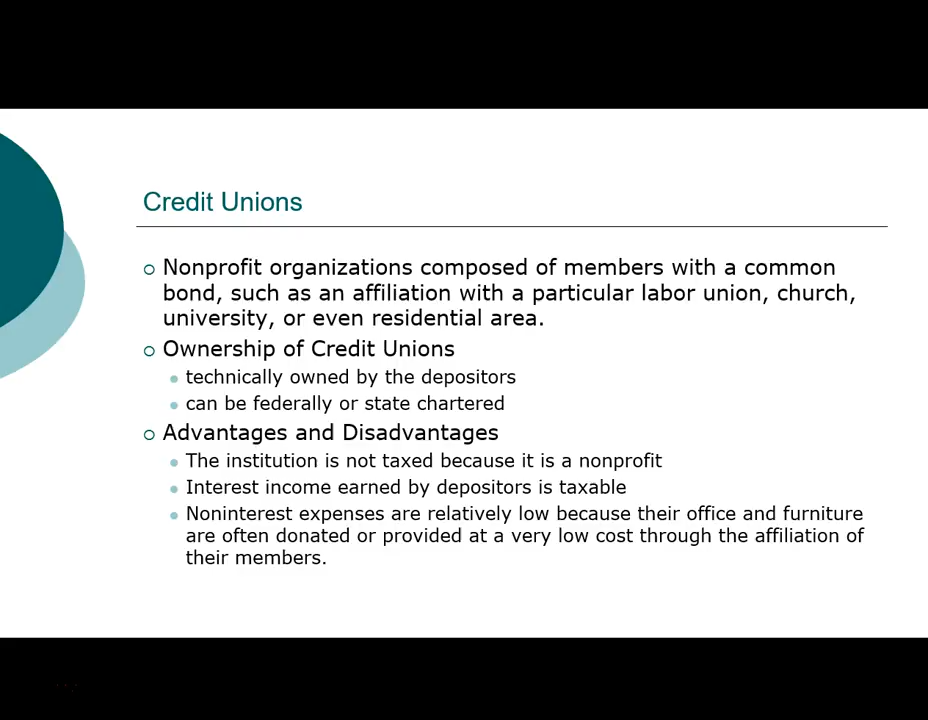 Credit Unions
Nonprofit organizations composed of members with a common
bond, such as an affiliation with a particular labor union, church,
university, or even residential area.
Ownership of Credit Unions
technically owned by the depositors
can be federally or state chartered
Advantages and Disadvantages
The institution is not taxed because it is a nonprofit
Interest income earned by depositors is taxable
Noninterest expenses are relatively low because their office and furniture
are often donated or provided at a very low cost through the affiliation of
their members.